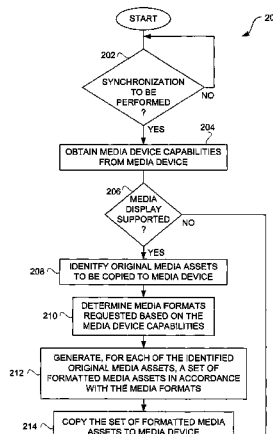 START
20
202
SYNCHRONIZATION
TO BE
PERFORMED
?
NO
YES
204
OBTAIN MEDIA DEVICE CAPABILITIES
FROM MEDIA DEVICE
206
MEDIA
DISPLAY
SUPPORTED
?
NO
YES
208
IDENITFY ORIGINAL MEDIA ASSETS
TO BE COPIED TO MEDIA DEVICE
210
DETERMINE MEDIA FORMATS
REQUESTED BASED ON THE
MEDIA DEVICE CAPABILITIES
212
GENERATE, FOR EACH OF THE IDENTIFIED
ORIGINAL MEDIA ASSETS, A SET OF
FORMATTED MEDIA ASSETS IN ACCORDANCE
WITH THE MEDIA FORMATS
214
COPY THE SET OF FORMATTED MEDIA
ASSETS TO MEDIA DEVICE